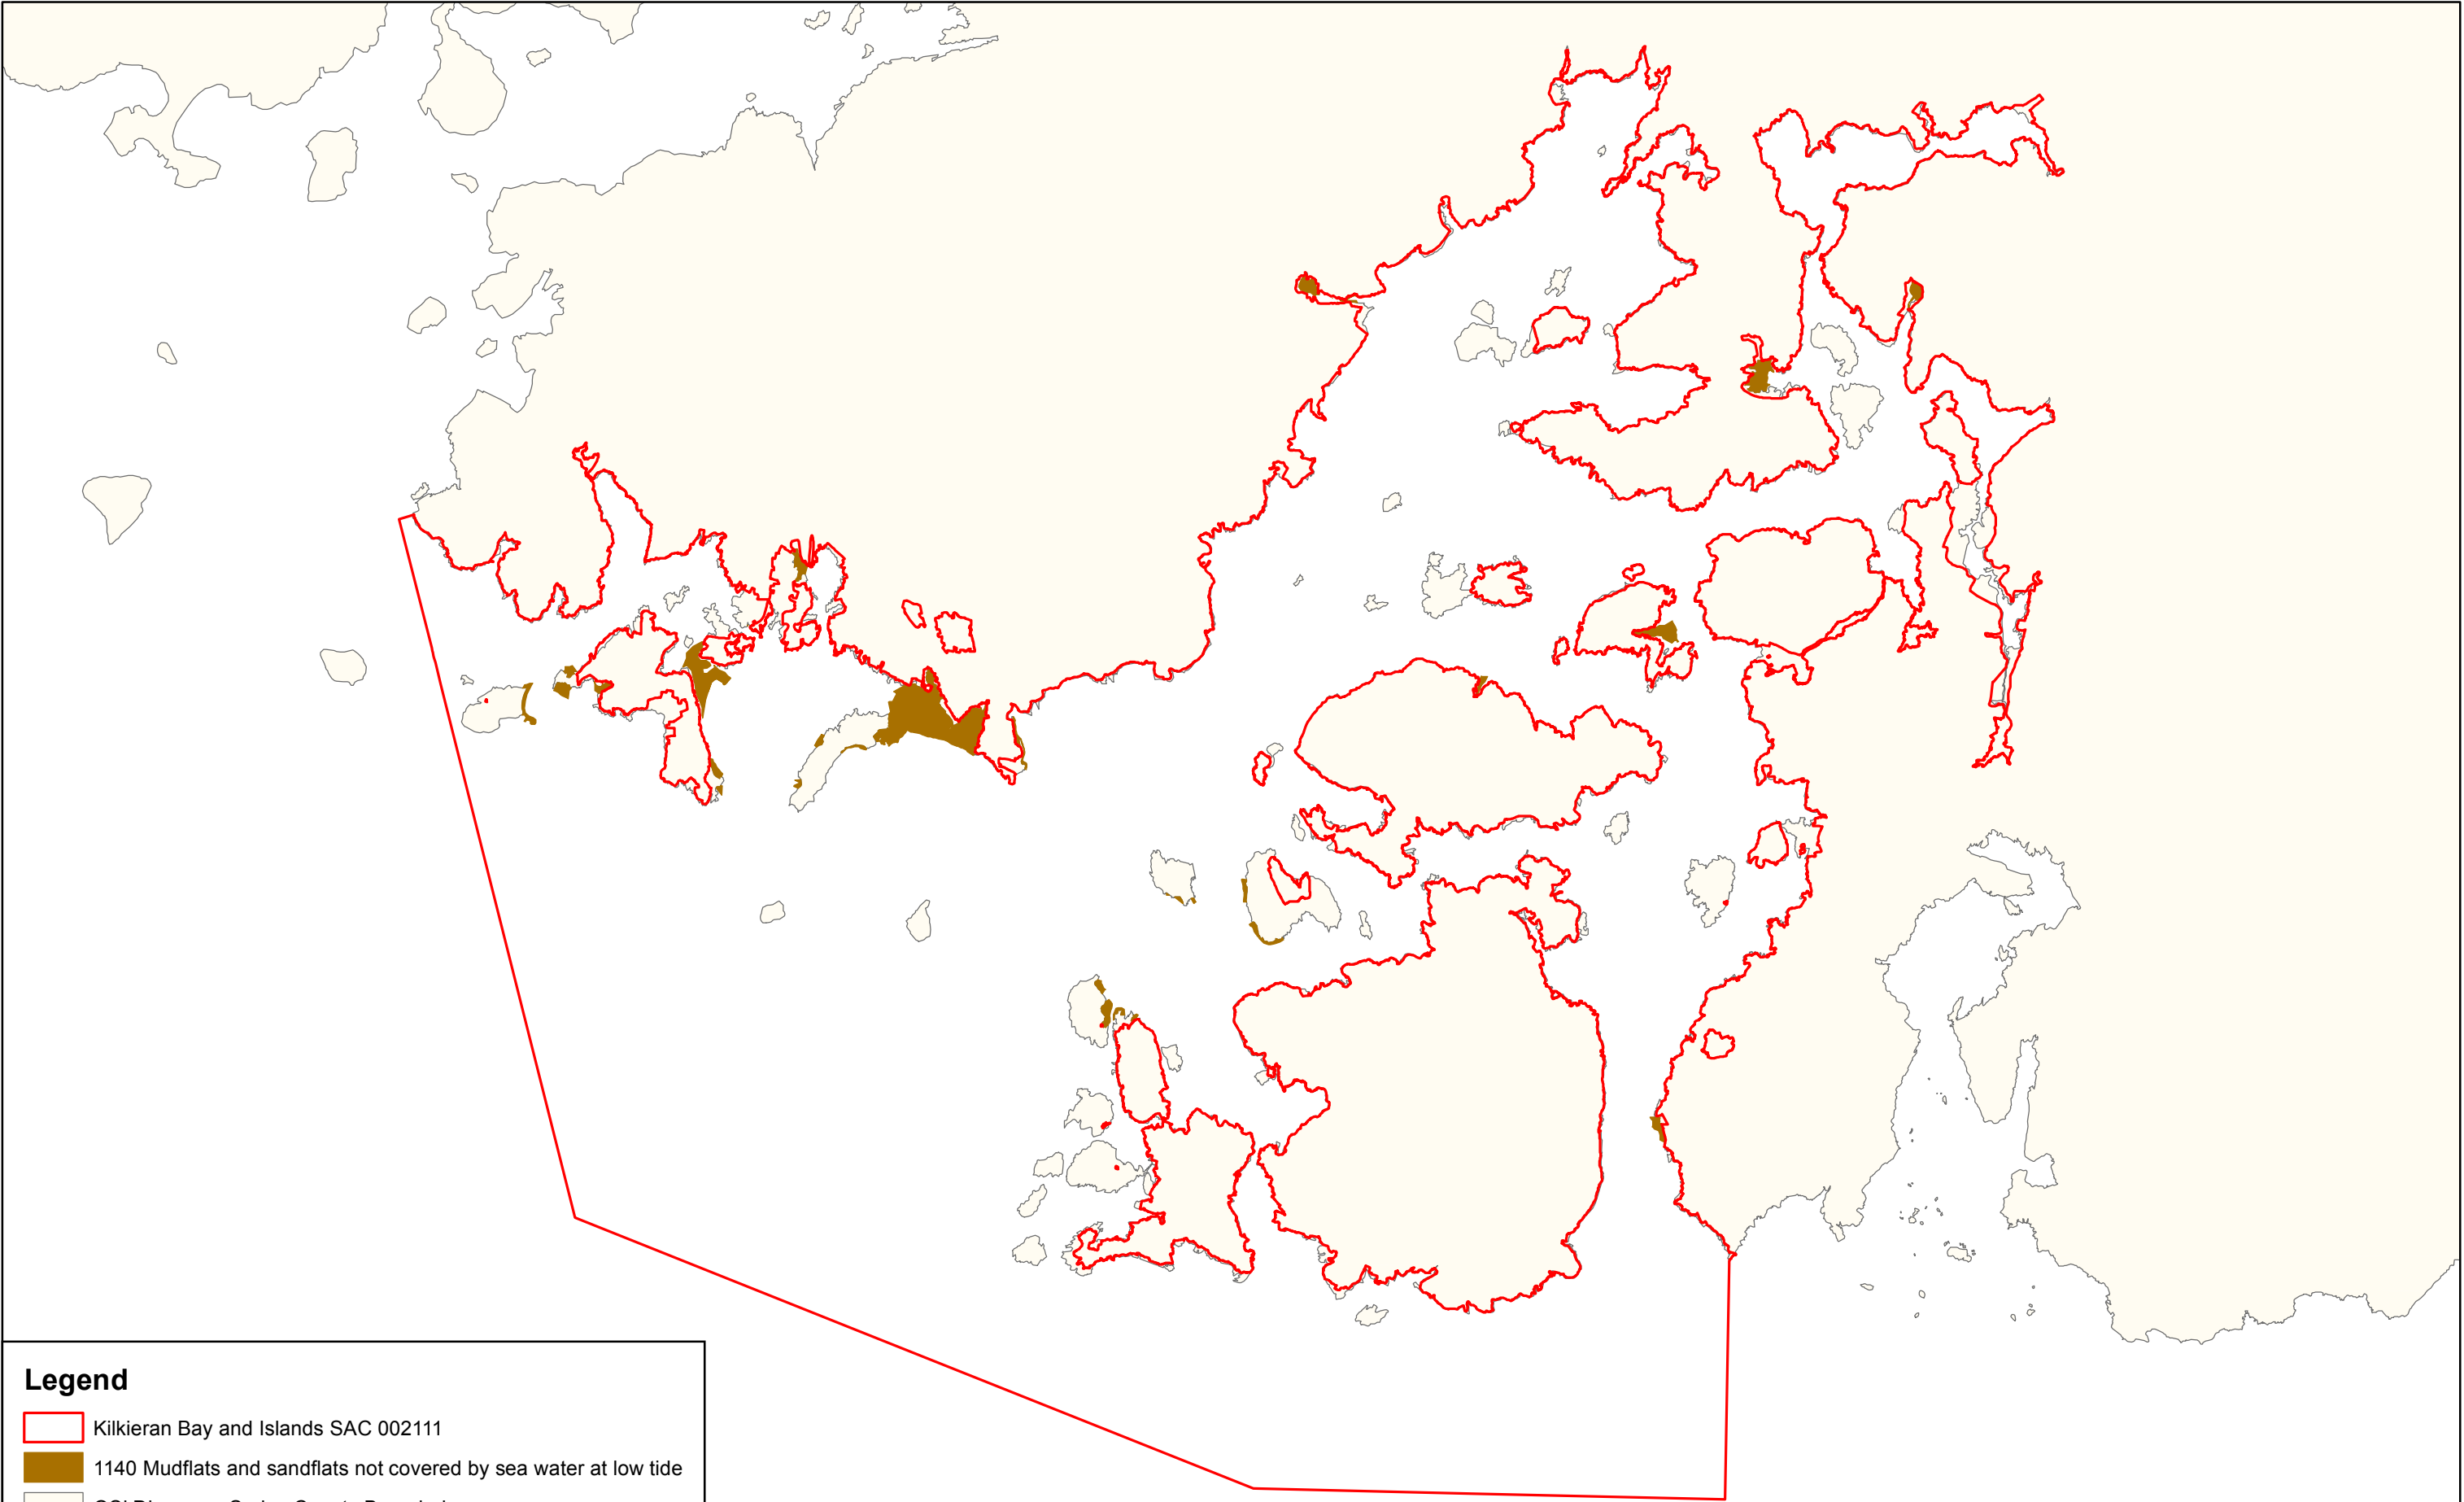 Legend
Kilkieran Bay and Islands SAC 002111
1140 Mudflats and sandflats not covered by sea water at low tide